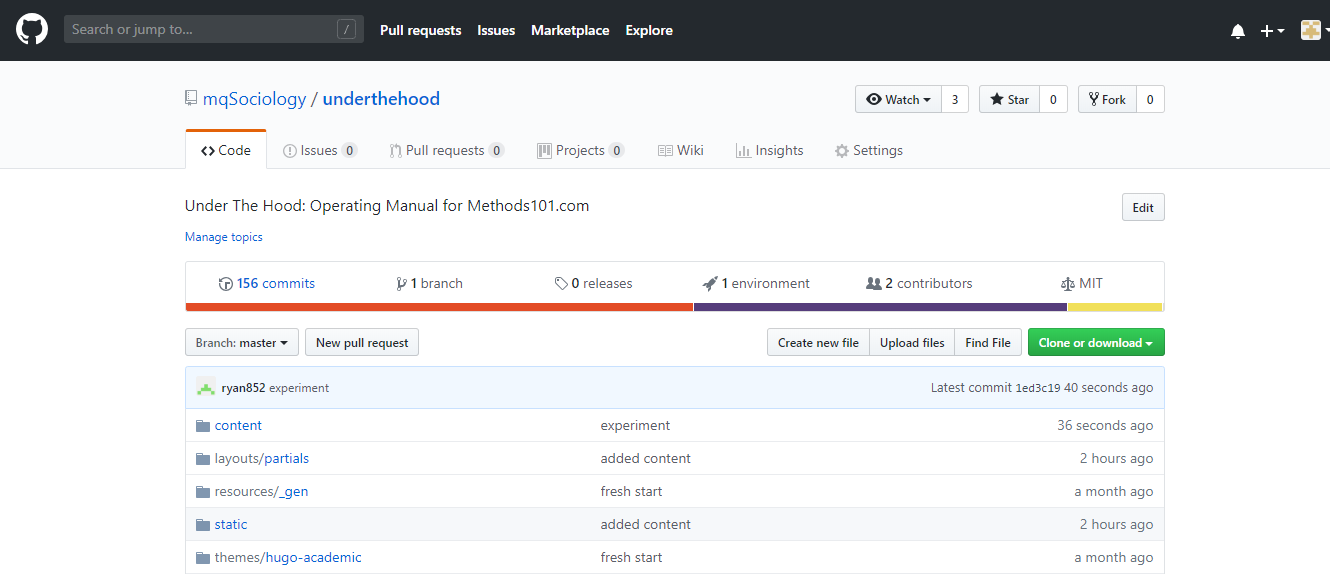 Search or jump to... / Pull requests Issues Marketplace Explore
mqSociology / underthehood Watch 3 Star 0 Fork 0
Code Issues 0 Pull requests 0 Projects 0 Wiki Insights Settings
Under The Hood: Operating Manual for Methods101.com Edit
Manage topics
156 commits 1 branch 0 releases 1 environment 2 contributors MIT
Branch: master New pull request Create new file Upload files Find File Clone or download
ryan852 experiment Latest commit 1ed3c19 40 seconds ago
content experiment 36 seconds ago
layouts/partials added content 2 hours ago
resources/_gen fresh start a month ago
static added content 2 hours ago
themes/hugo-academic fresh start a month ago